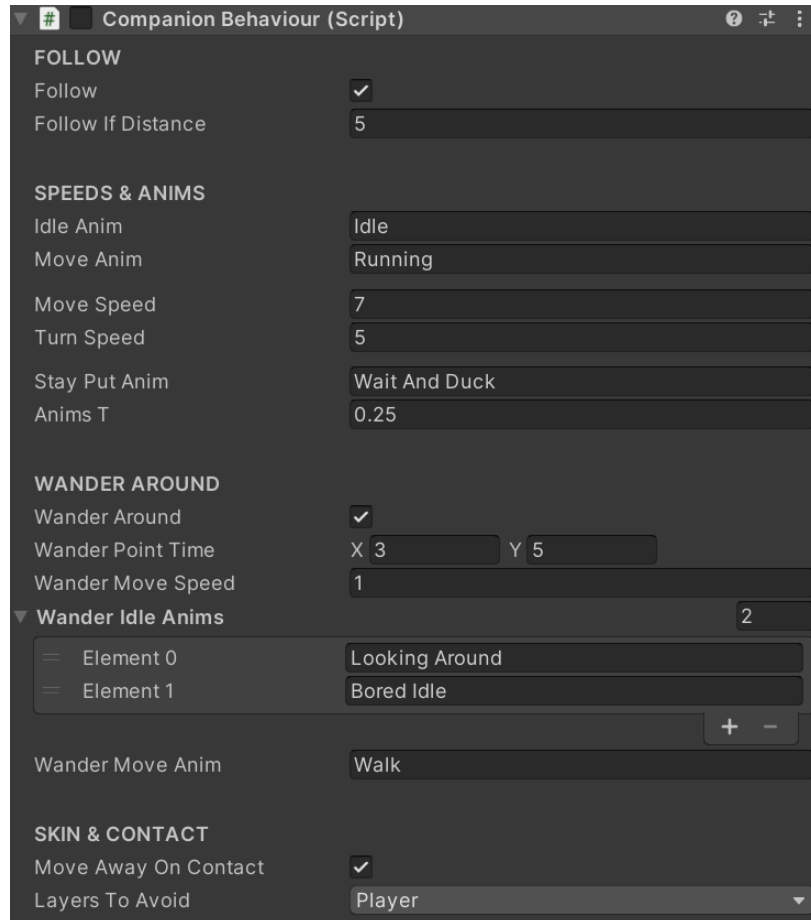 # Companion Behaviour (Script)
FOLLOW
Follow
Follow If Distance 5
SPEEDS & ANIMS
Idle Anim Idle
Move Anim Running
Move Speed 7
Turn Speed 5
Stay Put Anim Wait And Duck
Anims T 0.25
WANDER AROUND
Wander Around
Wander Point Time X 3 Y 5
Wander Move Speed 1
Wander Idle Anims 2
Element 0 Looking Around
Element 1 Bored Idle
+ −
Wander Move Anim Walk
SKIN & CONTACT
Move Away On Contact
Layers To Avoid Player